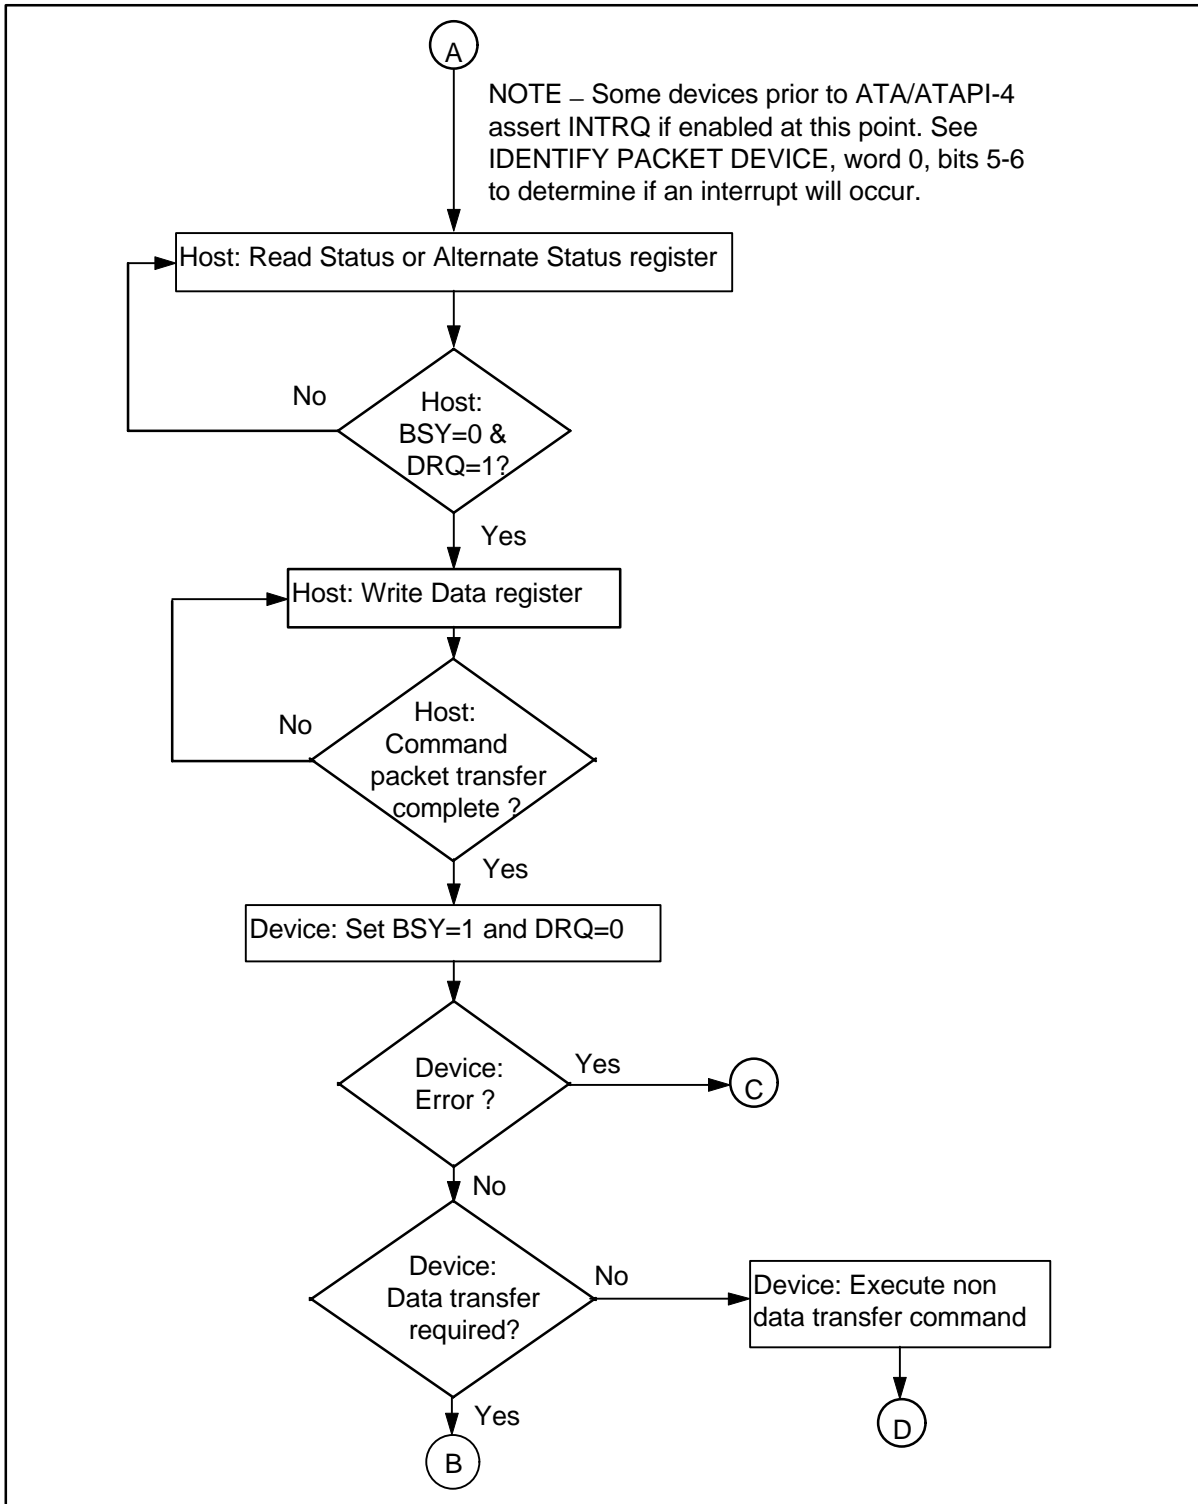 A
NOTE – Some devices prior to ATA/ATAPI-4
assert INTRQ if enabled at this point. See
IDENTIFY PACKET DEVICE, word 0, bits 5-6
to determine if an interrupt will occur.
Host: Read Status or Alternate Status register
No
Host:
BSY=0 &
DRQ=1?
Yes
Host: Write Data register
No
Host:
Command
packet transfer
complete ?
Yes
Device: Set BSY=1 and DRQ=0
Device:
Error ?
Yes
C
No
Device:
Data transfer
required?
No
Device: Execute non
data transfer command
Yes
D
B